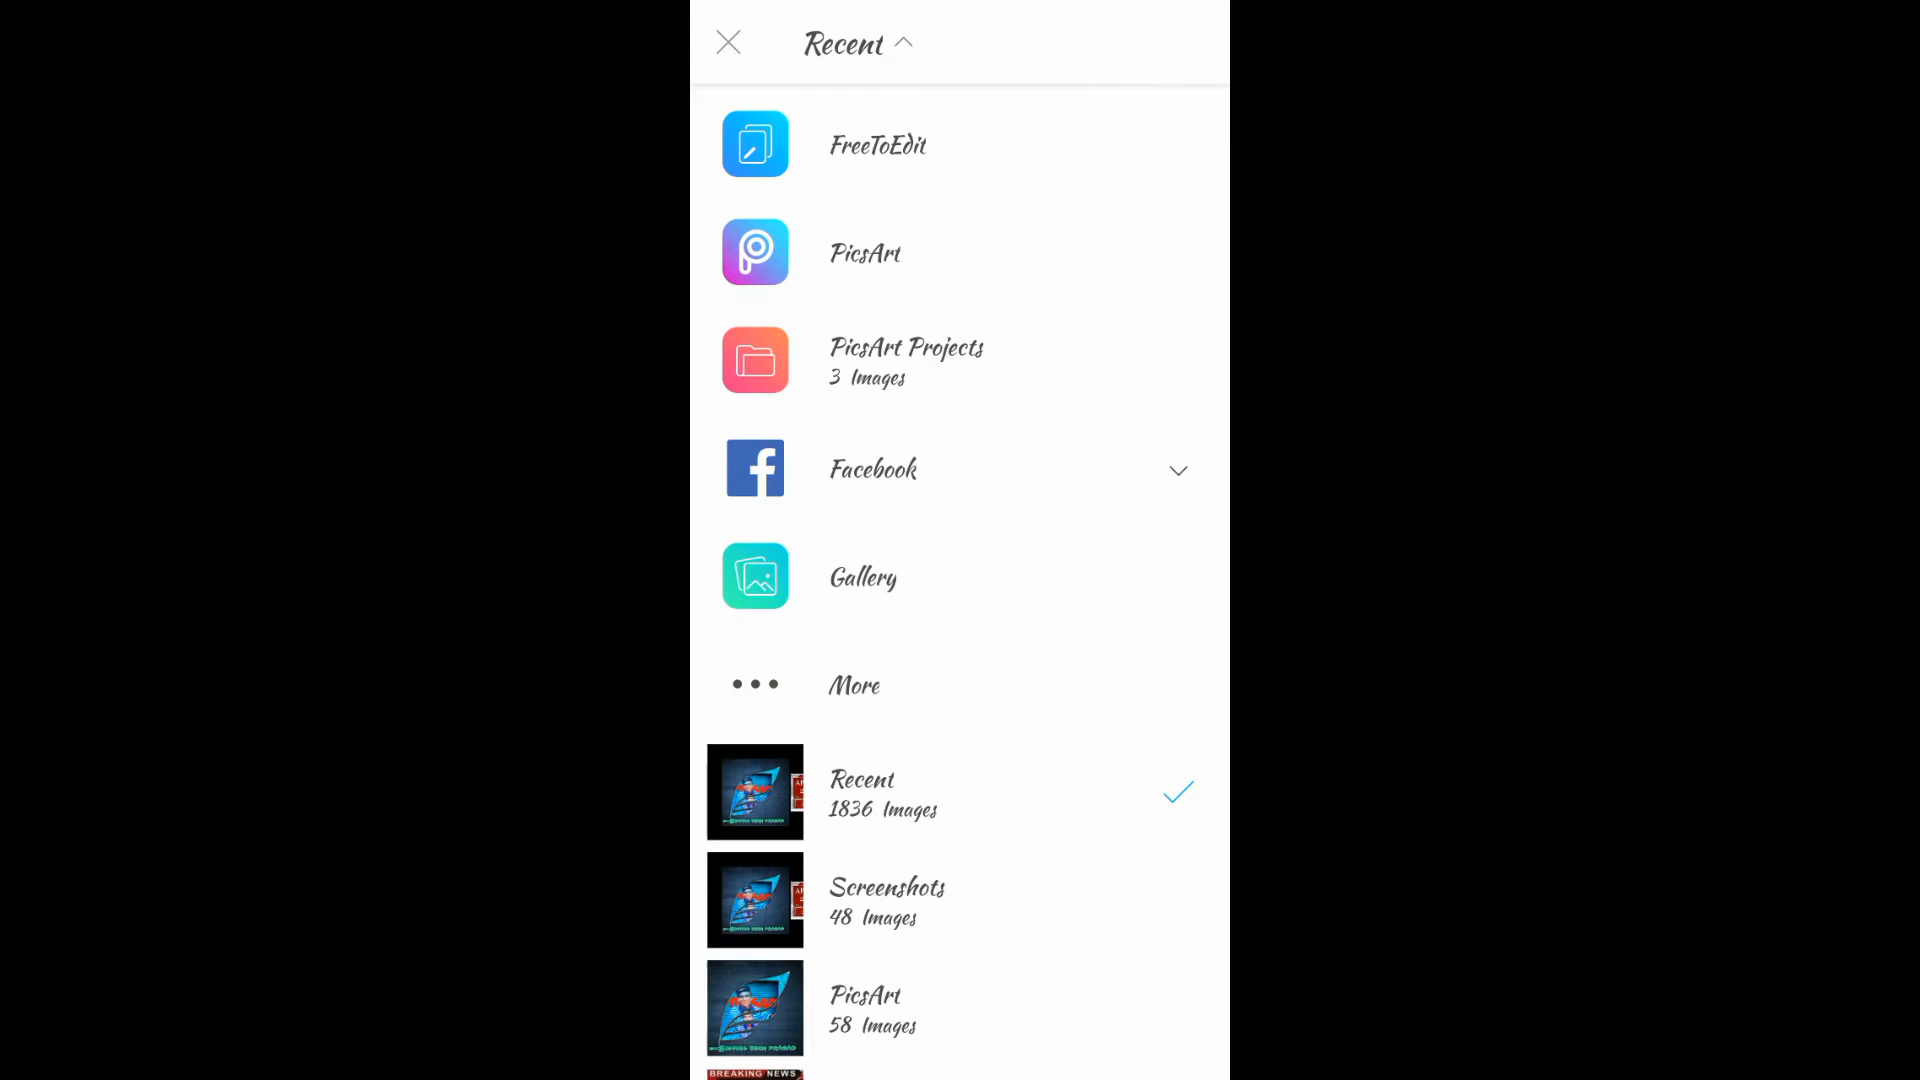 Recent
FreeToEdit
PicsArt
PicsArt Projects
3 Images
Facebook
Gallery
More
Recent
1836 Images
Screenshots
48 Images
PicsArt
58 Images
BREAKING NEWS